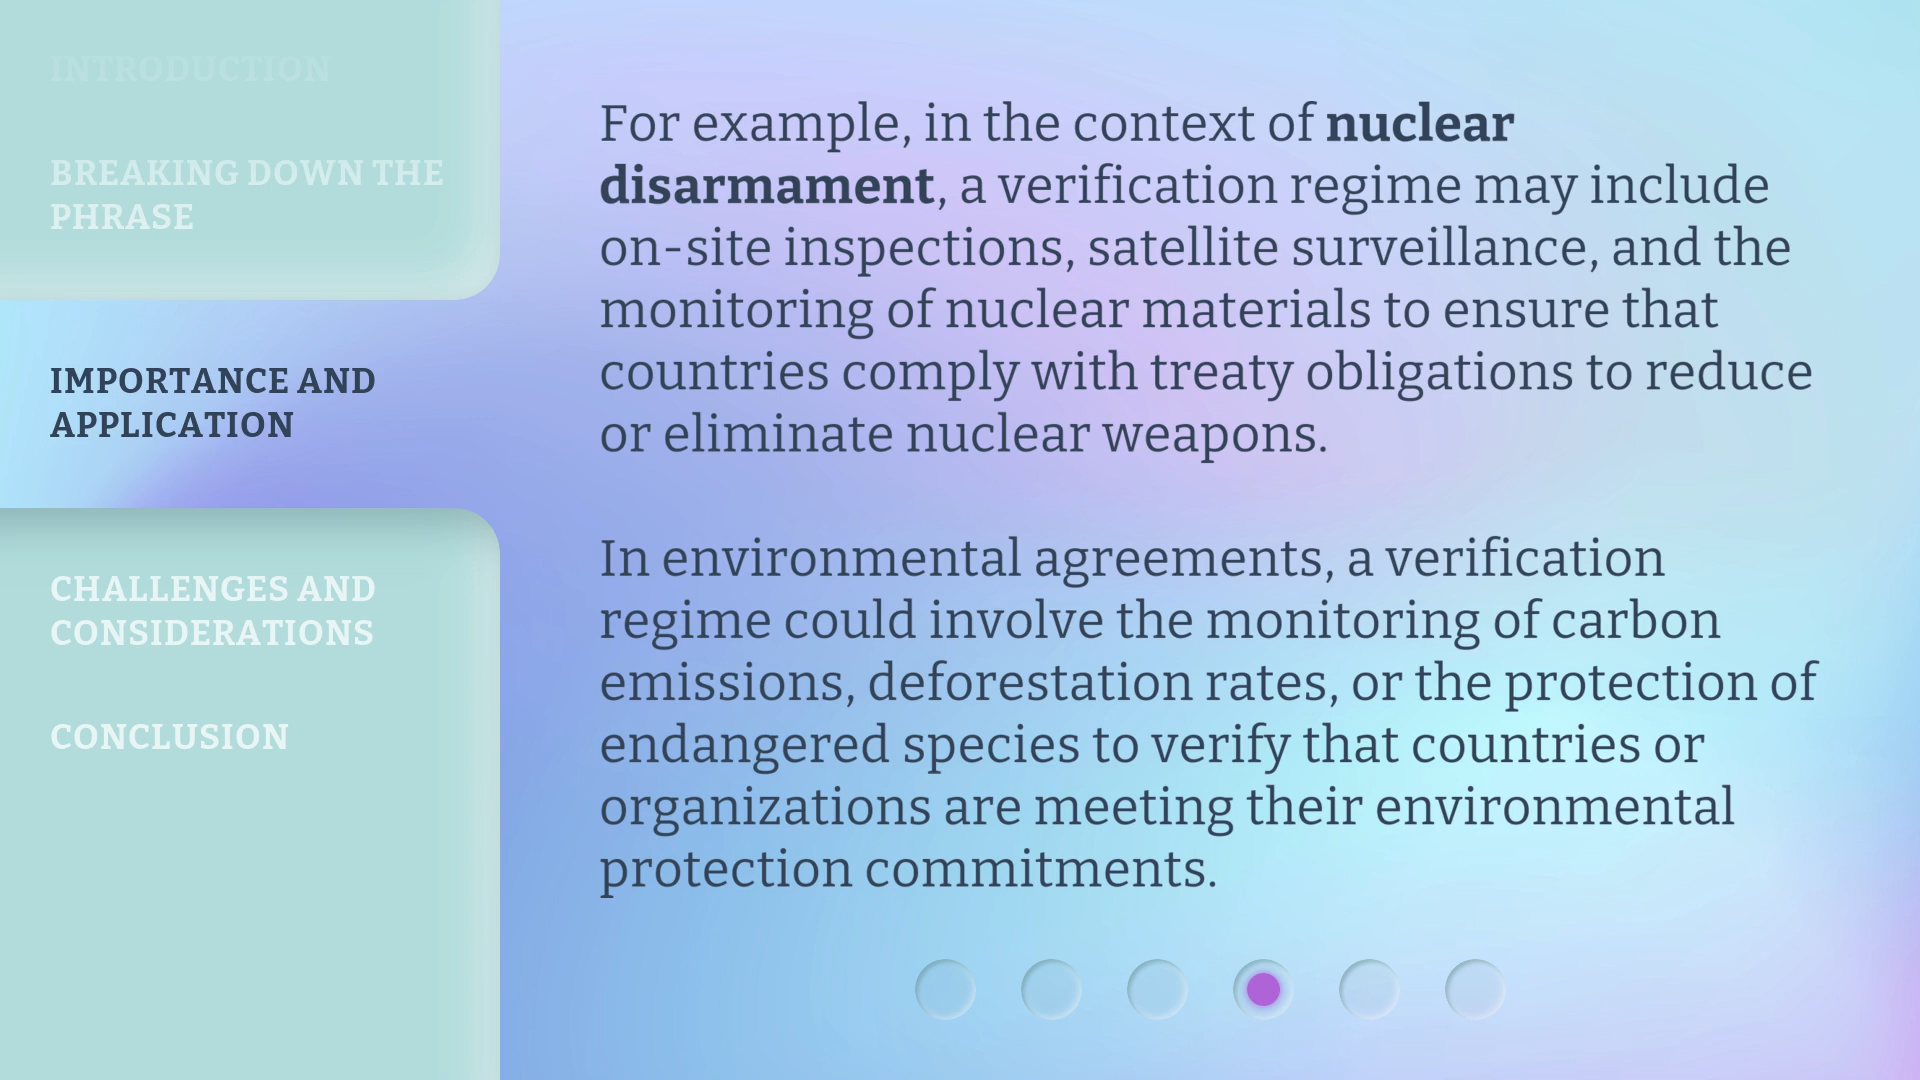 INTRODUCTION
BREAKING DOWN THE
PHRASE
IMPORTANCE AND
APPLICATION
CHALLENGES AND
CONSIDERATIONS
CONCLUSION
For example, in the context of nuclear
disarmament, a verification regime may include
on-site inspections, satellite surveillance, and the
monitoring of nuclear materials to ensure that
countries comply with treaty obligations to reduce
or eliminate nuclear weapons.
In environmental agreements, a verification
regime could involve the monitoring of carbon
emissions, deforestation rates, or the protection of
endangered species to verify that countries or
organizations are meeting their environmental
protection commitments.